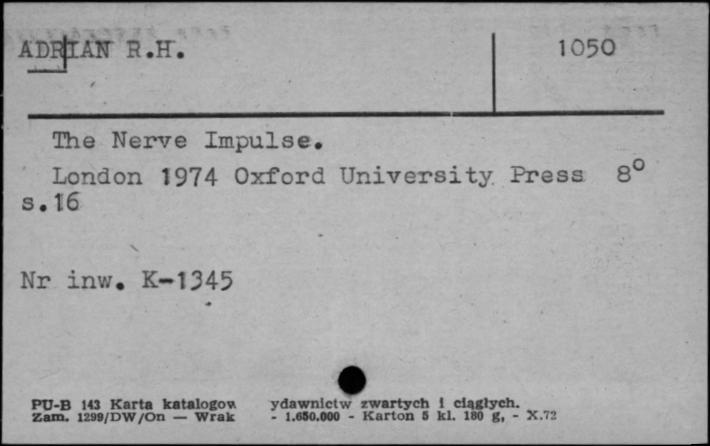 ADRIAN R.H.
1050
The Nerve Impulse.
London 1974 Oxford University Press 8°
s.16
Nr inw. K-1345
PU-B 143 Karta katalogow ydawnictw zwartych i ciągłych.
Zam. 1299/DW/On — Wrak - 1.650.000 - Karton 5 kl. 180 g, - X.72